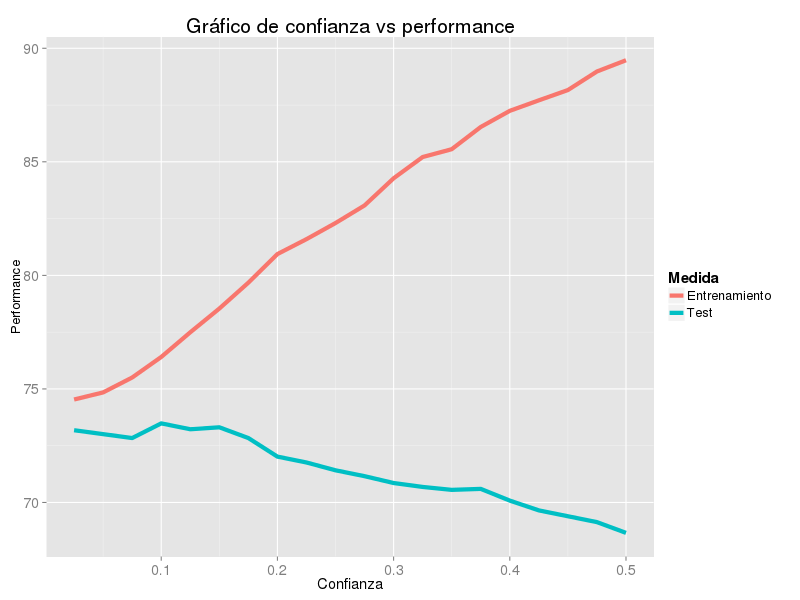 Gráfico de confianza vs performance
90
85
80
75
70
Performance
0.1
0.2
0.3
0.4
0.5
Confianza
Medida
Entrenamiento
Test